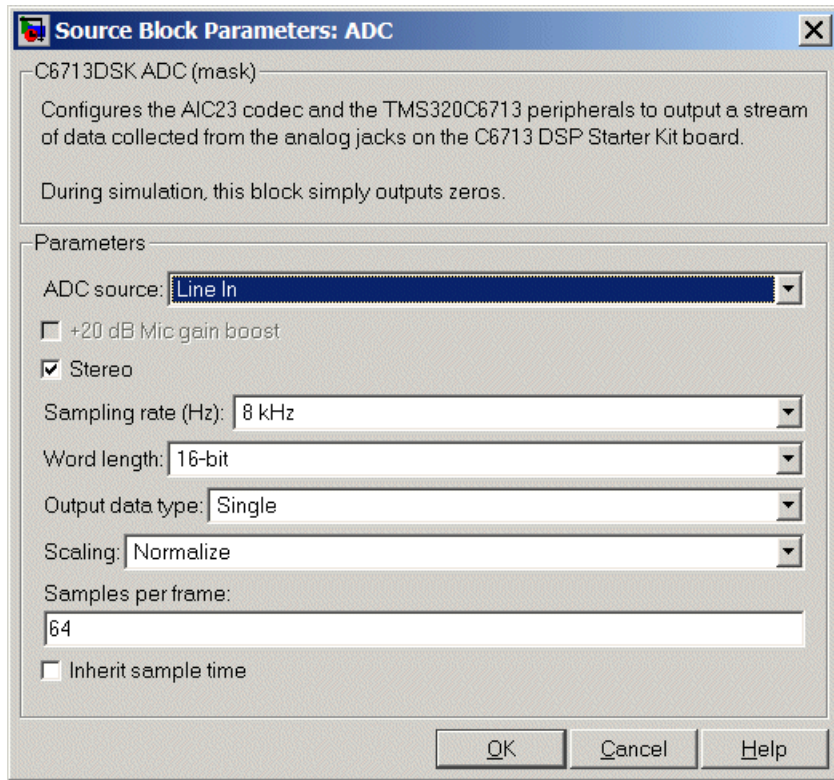 Source Block Parameters: ADC
C6713DSK ADC (mask)
Configures the AIC23 codec and the TMS320C6713 peripherals to output a stream
of data collected from the analog jacks on the C6713 DSP Starter Kit board.
During simulation, this block simply outputs zeros.
Parameters
ADC source: Line In
+20 dB Mic gain boost
Stereo
Sampling rate (Hz): 8 kHz
Word length: 16-bit
Output data type: Single
Scaling: Normalize
Samples per frame:
64
Inherit sample time
OK Cancel Help